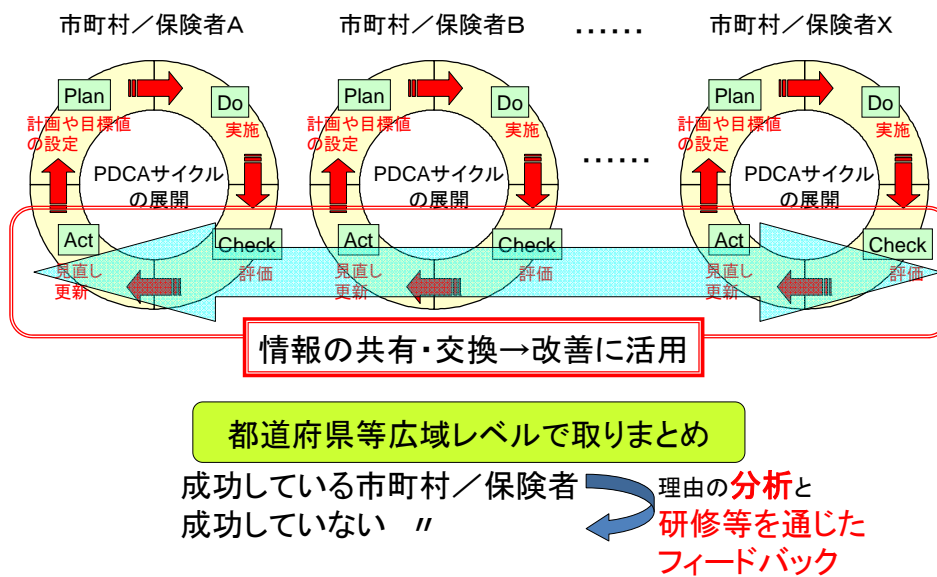 市町村／保険者A
市町村／保険者B
・・・・・・
市町村／保険者X
Plan
Do
計画や目標値
の設定
実施
PDCAサイクル
の展開
Act
Check
見直し
更新
評価
Plan
Do
計画や目標値
の設定
実施
PDCAサイクル
の展開
Act
Check
見直し
更新
評価
・・・・・・
Plan
Do
計画や目標値
の設定
実施
PDCAサイクル
の展開
Act
Check
見直し
更新
評価
情報の共有・交換→改善に活用
都道府県等広域レベルで取りまとめ
成功している市町村／保険者
成功していない 〃
理由の分析と
研修等を通じた
フィードバック